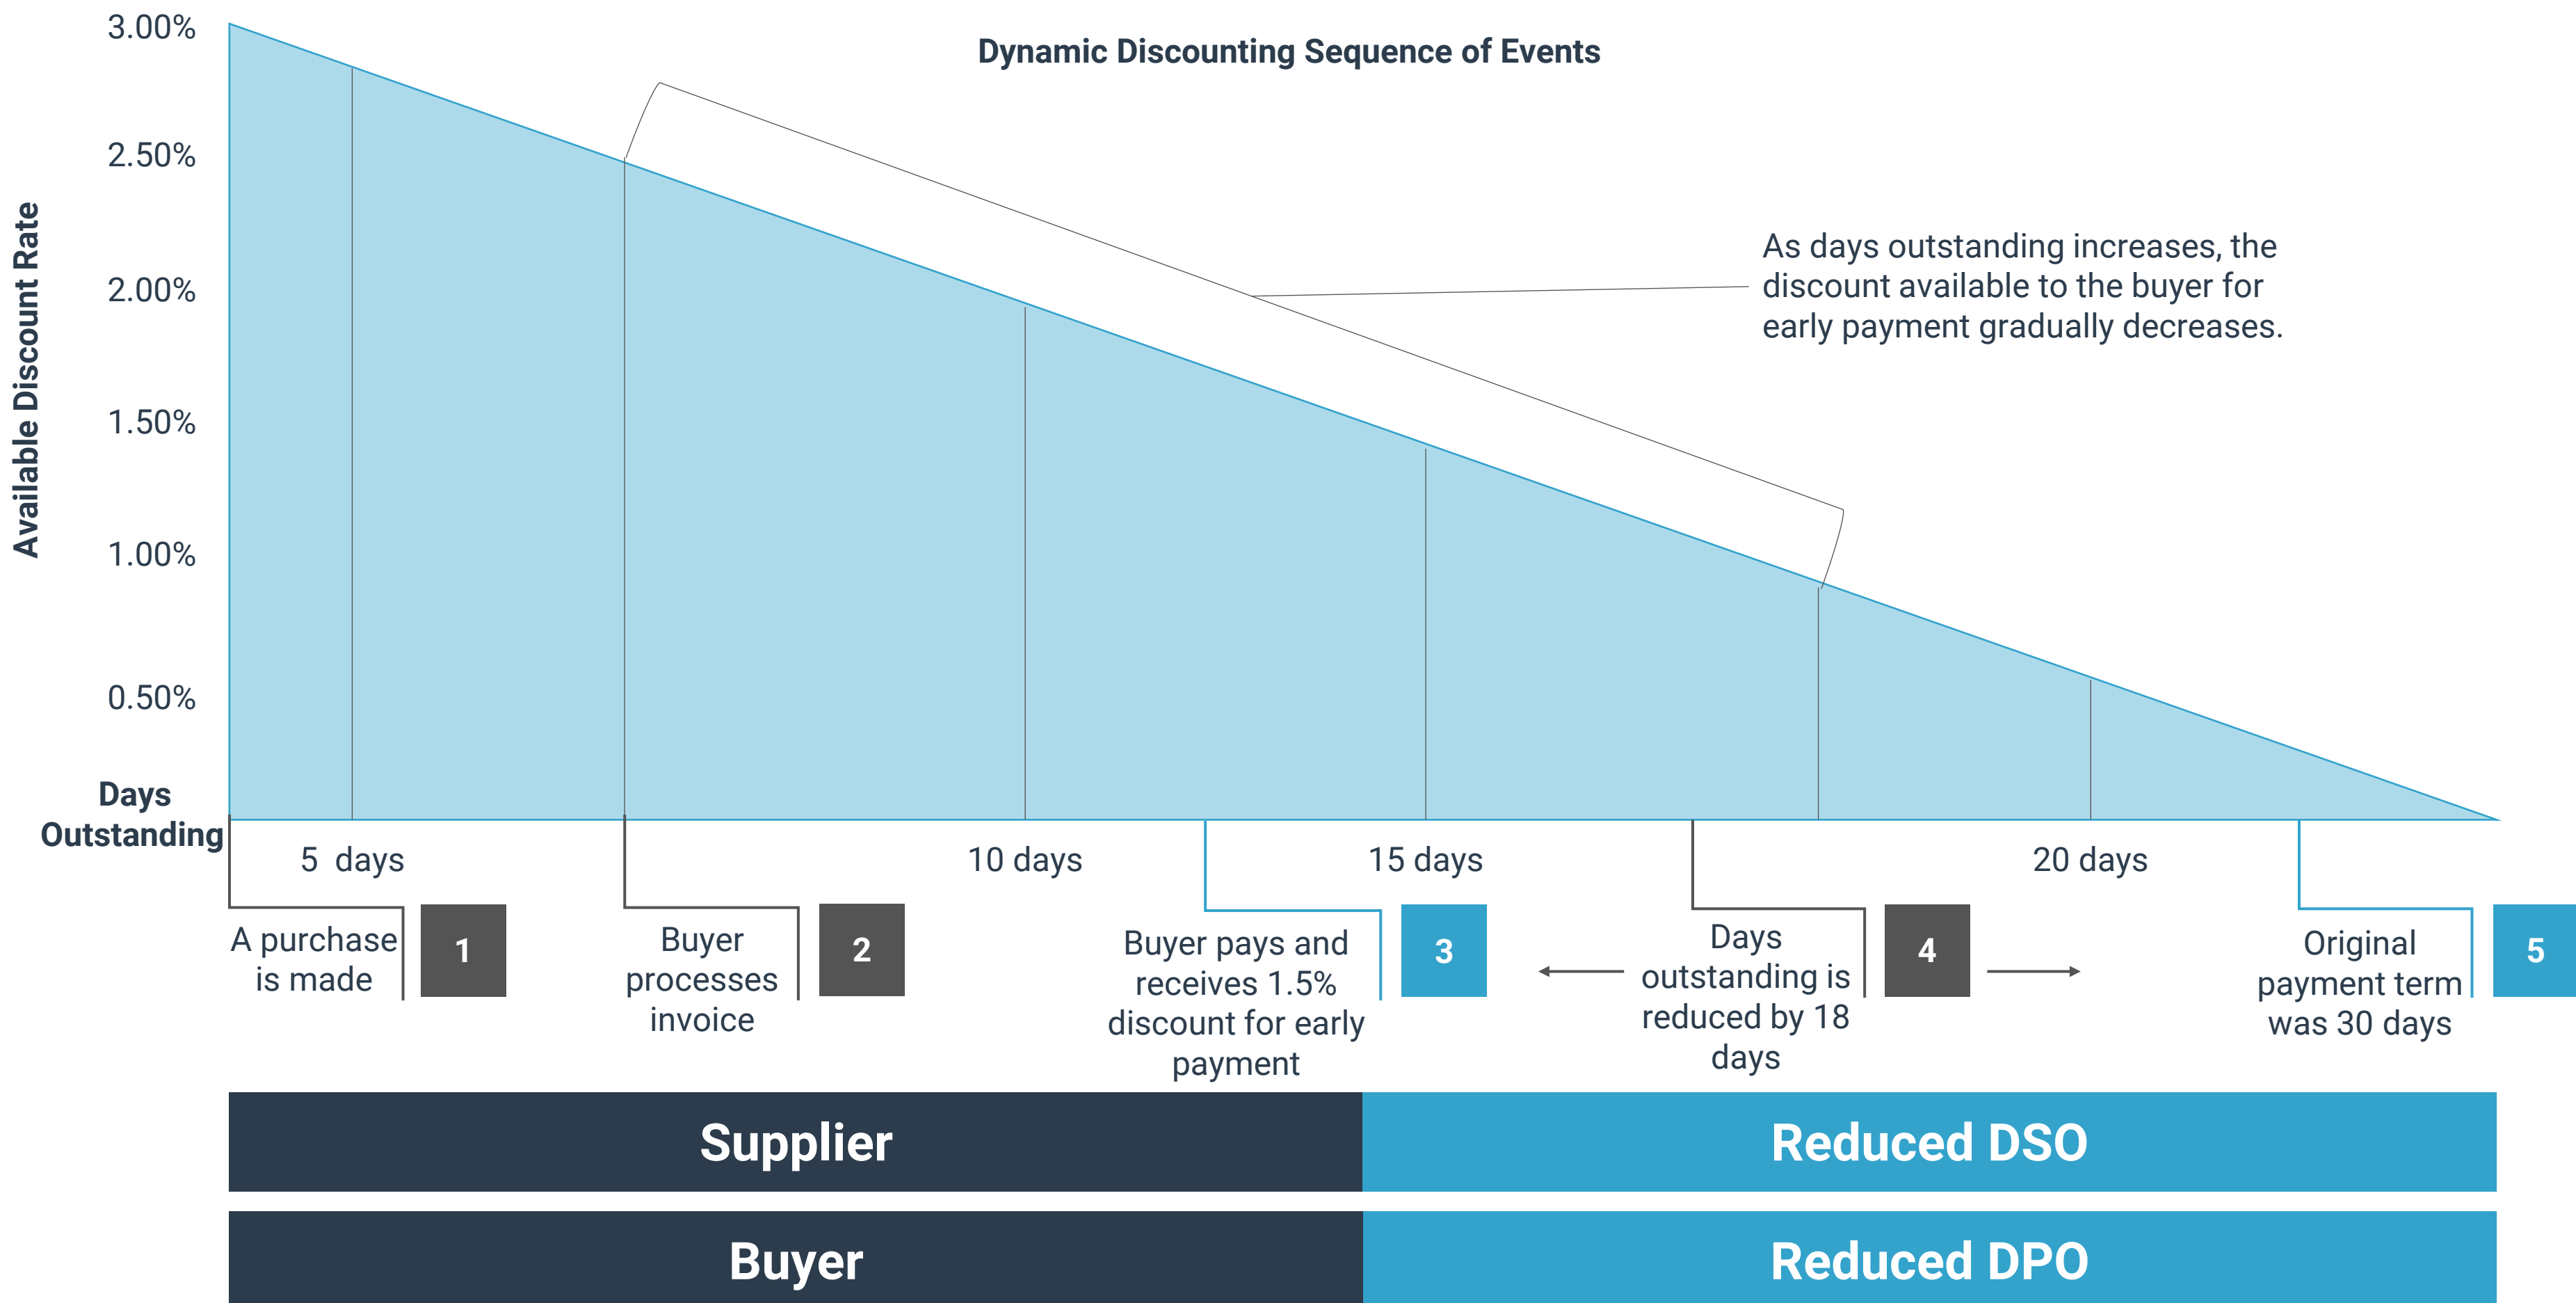 Dynamic Discounting Sequence of Events
Available Discount Rate
3.00%
2.50%
2.00%
1.50%
1.00%
0.50%
As days outstanding increases, the
discount available to the buyer for
early payment gradually decreases.
Days
Outstanding
5 days
10 days
15 days
20 days
A purchase
is made
1
Buyer
processes
invoice
2
Buyer pays and
receives 1.5%
discount for early
payment
3
Days
outstanding is
reduced by 18
days
4
Original
payment term
was 30 days
5
Supplier
Reduced DSO
Buyer
Reduced DPO